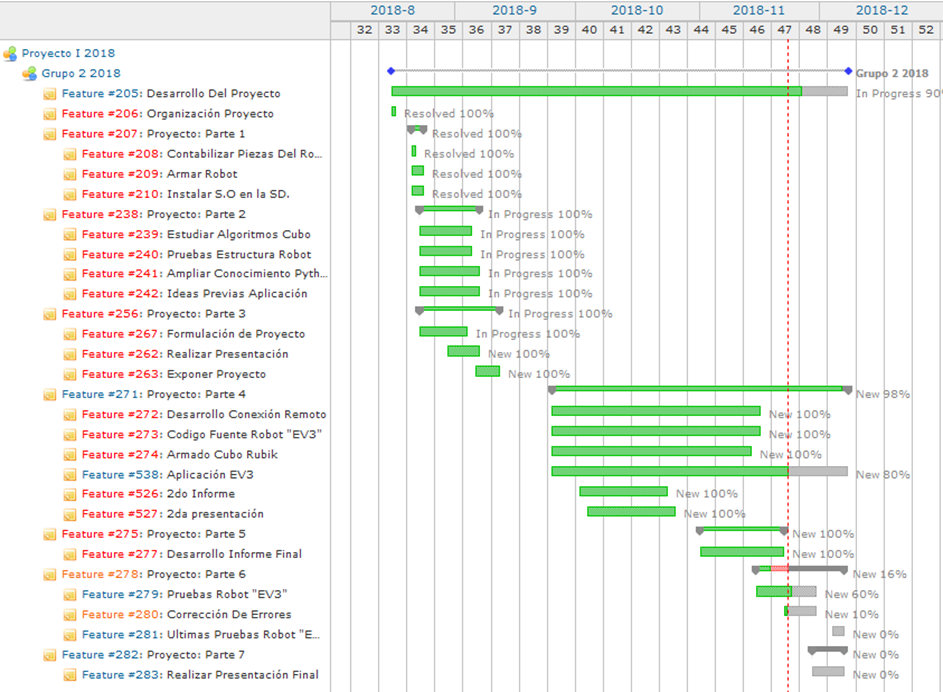 2018-8 2018-9 2018-10 2018-11 2018-12
32 33 34 35 36 37 38 39 40 41 42 43 44 45 46 47 48 49 50 51 52
Proyecto I 2018
Grupo 2 2018 Grupo 2 2018
Feature #205: Desarrollo Del Proyecto In Progress 90%
Feature #206: Organización Proyecto Resolved 100%
Feature #207: Proyecto: Parte 1 Resolved 100%
Feature #208: Contabilizar Piezas Del Ro... Resolved 100%
Feature #209: Armar Robot Resolved 100%
Feature #210: Instalar S.O en la SD. Resolved 100%
Feature #238: Proyecto: Parte 2 In Progress 100%
Feature #239: Estudiar Algoritmos Cubo In Progress 100%
Feature #240: Pruebas Estructura Robot In Progress 100%
Feature #241: Ampliar Conocimiento Pyth... In Progress 100%
Feature #242: Ideas Previas Aplicación In Progress 100%
Feature #256: Proyecto: Parte 3 In Progress 100%
Feature #267: Formulación de Proyecto In Progress 100%
Feature #262: Realizar Presentación New 100%
Feature #263: Exponer Proyecto New 100%
Feature #271: Proyecto: Parte 4 New 98%
Feature #272: Desarrollo Conexión Remoto New 100%
Feature #273: Codigo Fuente Robot "EV3" New 100%
Feature #274: Armado Cubo Rubik New 100%
Feature #538: Aplicación EV3 New 80%
Feature #526: 2do Informe New 100%
Feature #527: 2da presentación New 100%
Feature #275: Proyecto: Parte 5 New 100%
Feature #277: Desarrollo Informe Final New 100%
Feature #278: Proyecto: Parte 6 New 16%
Feature #279: Pruebas Robot "EV3" New 60%
Feature #280: Corrección De Errores New 10%
Feature #281: Ultimas Pruebas Robot "E... New 0%
Feature #282: Proyecto: Parte 7 New 0%
Feature #283: Realizar Presentación Final New 0%